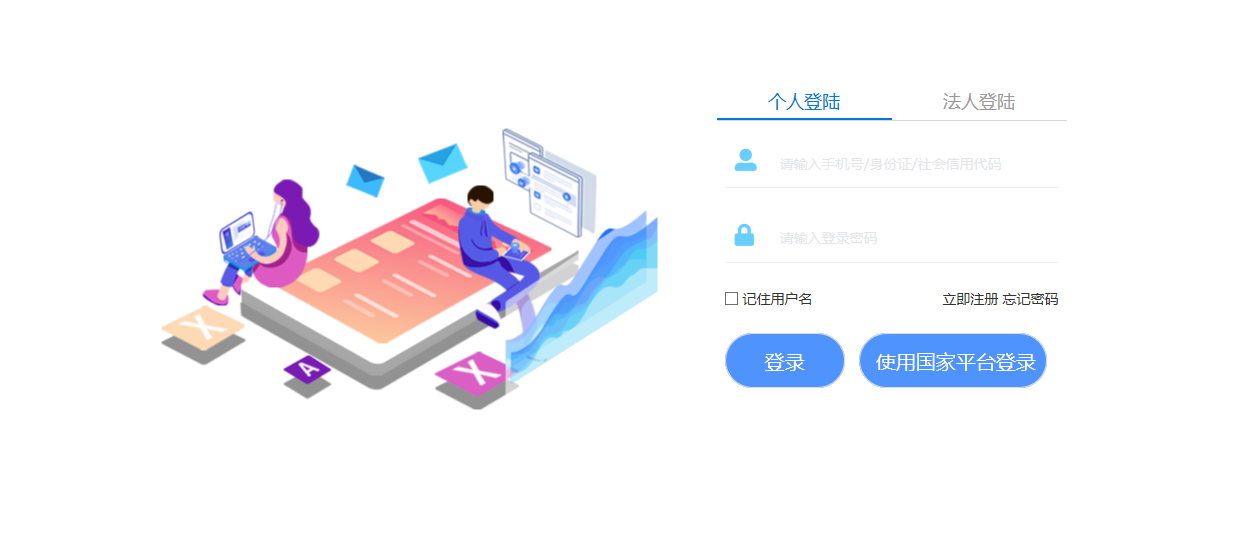 个人登陆 法人登陆
请输入手机号/身份证/社会信用代码
请输入登录密码
记住用户名 立即注册 忘记密码
登录 使用国家平台登录
X
A
X